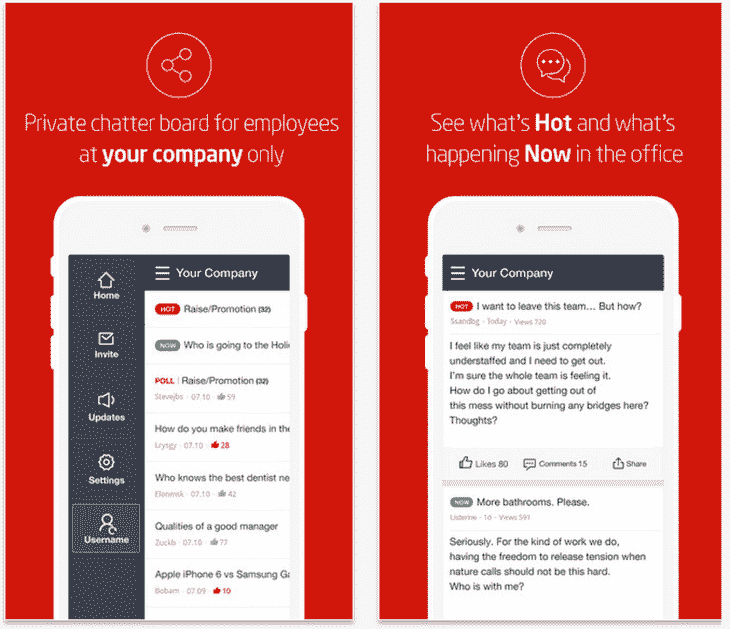 Private chatter board for employees
at your company only
Home
Invite
Updates
Settings
Username
Your Company
HOT Raise/Promotion (32)
NOW Who is going to the Holi
POLL | Raise/Promotion (32)
Stevejbs · 07.10 · 59
How do you make friends in the
Lrysgy · 07.10 · 28
Who knows the best dentist ne
07.10 · 42
Qualities of a good manager
Zuckb · 07.10 · 77
Apple iPhone 6 vs Samsung Ga
Bobam · 07.09 · 10
See what's Hot and what's
happening Now in the office
Your Company
HOT I want to leave this team... But how?
Ssandbg · Today · Views 720
I feel like my team is just completely
understaffed and I need to get out.
I'm sure the whole team is feeling it.
How do I go about getting out of
this mess without burning any bridges here?
Thoughts?
Likes 80 Comments 15 Share
NOW More bathrooms. Please.
1d · Views 591
Seriously. For the kind of work we do,
having the freedom to release tension when
nature calls should not be this hard.
Who is with me?